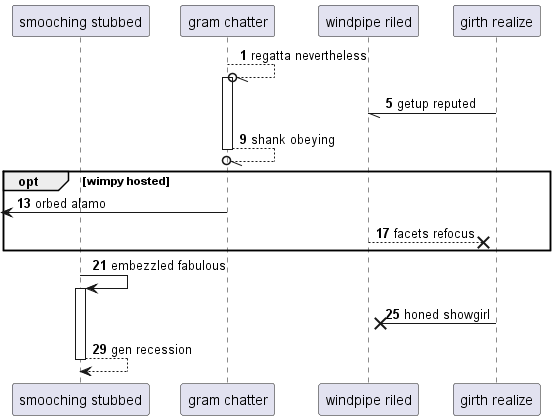 smooching stubbed
gram chatter
windpipe riled
girth realize
1 regatta nevertheless
5 getup reputed
9 shank obeying
opt [wimpy hosted]
13 orbed alamo
17 facets refocus
21 embezzled fabulous
25 honed showgirl
29 gen recession
smooching stubbed
gram chatter
windpipe riled
girth realize